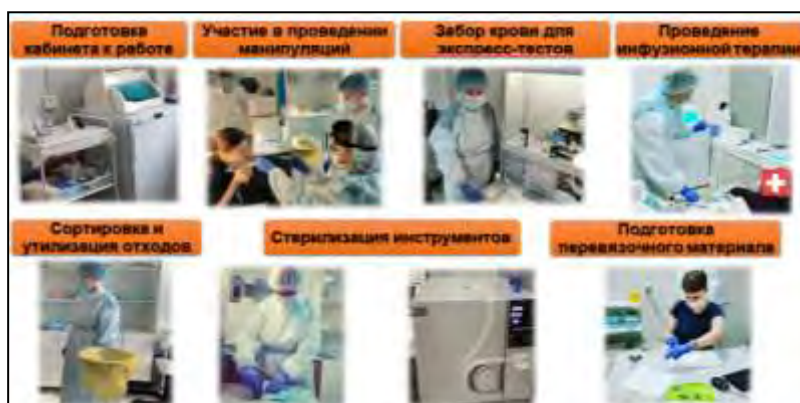 Подготовка
кабинета к работе
Участие в проведении
манипуляций
Забор крови для
экспресс-тестов
Проведение
инфузионной терапии
Сортировка и
утилизация отходов
Стерилизация инструментов
Подготовка
перевязочного материала